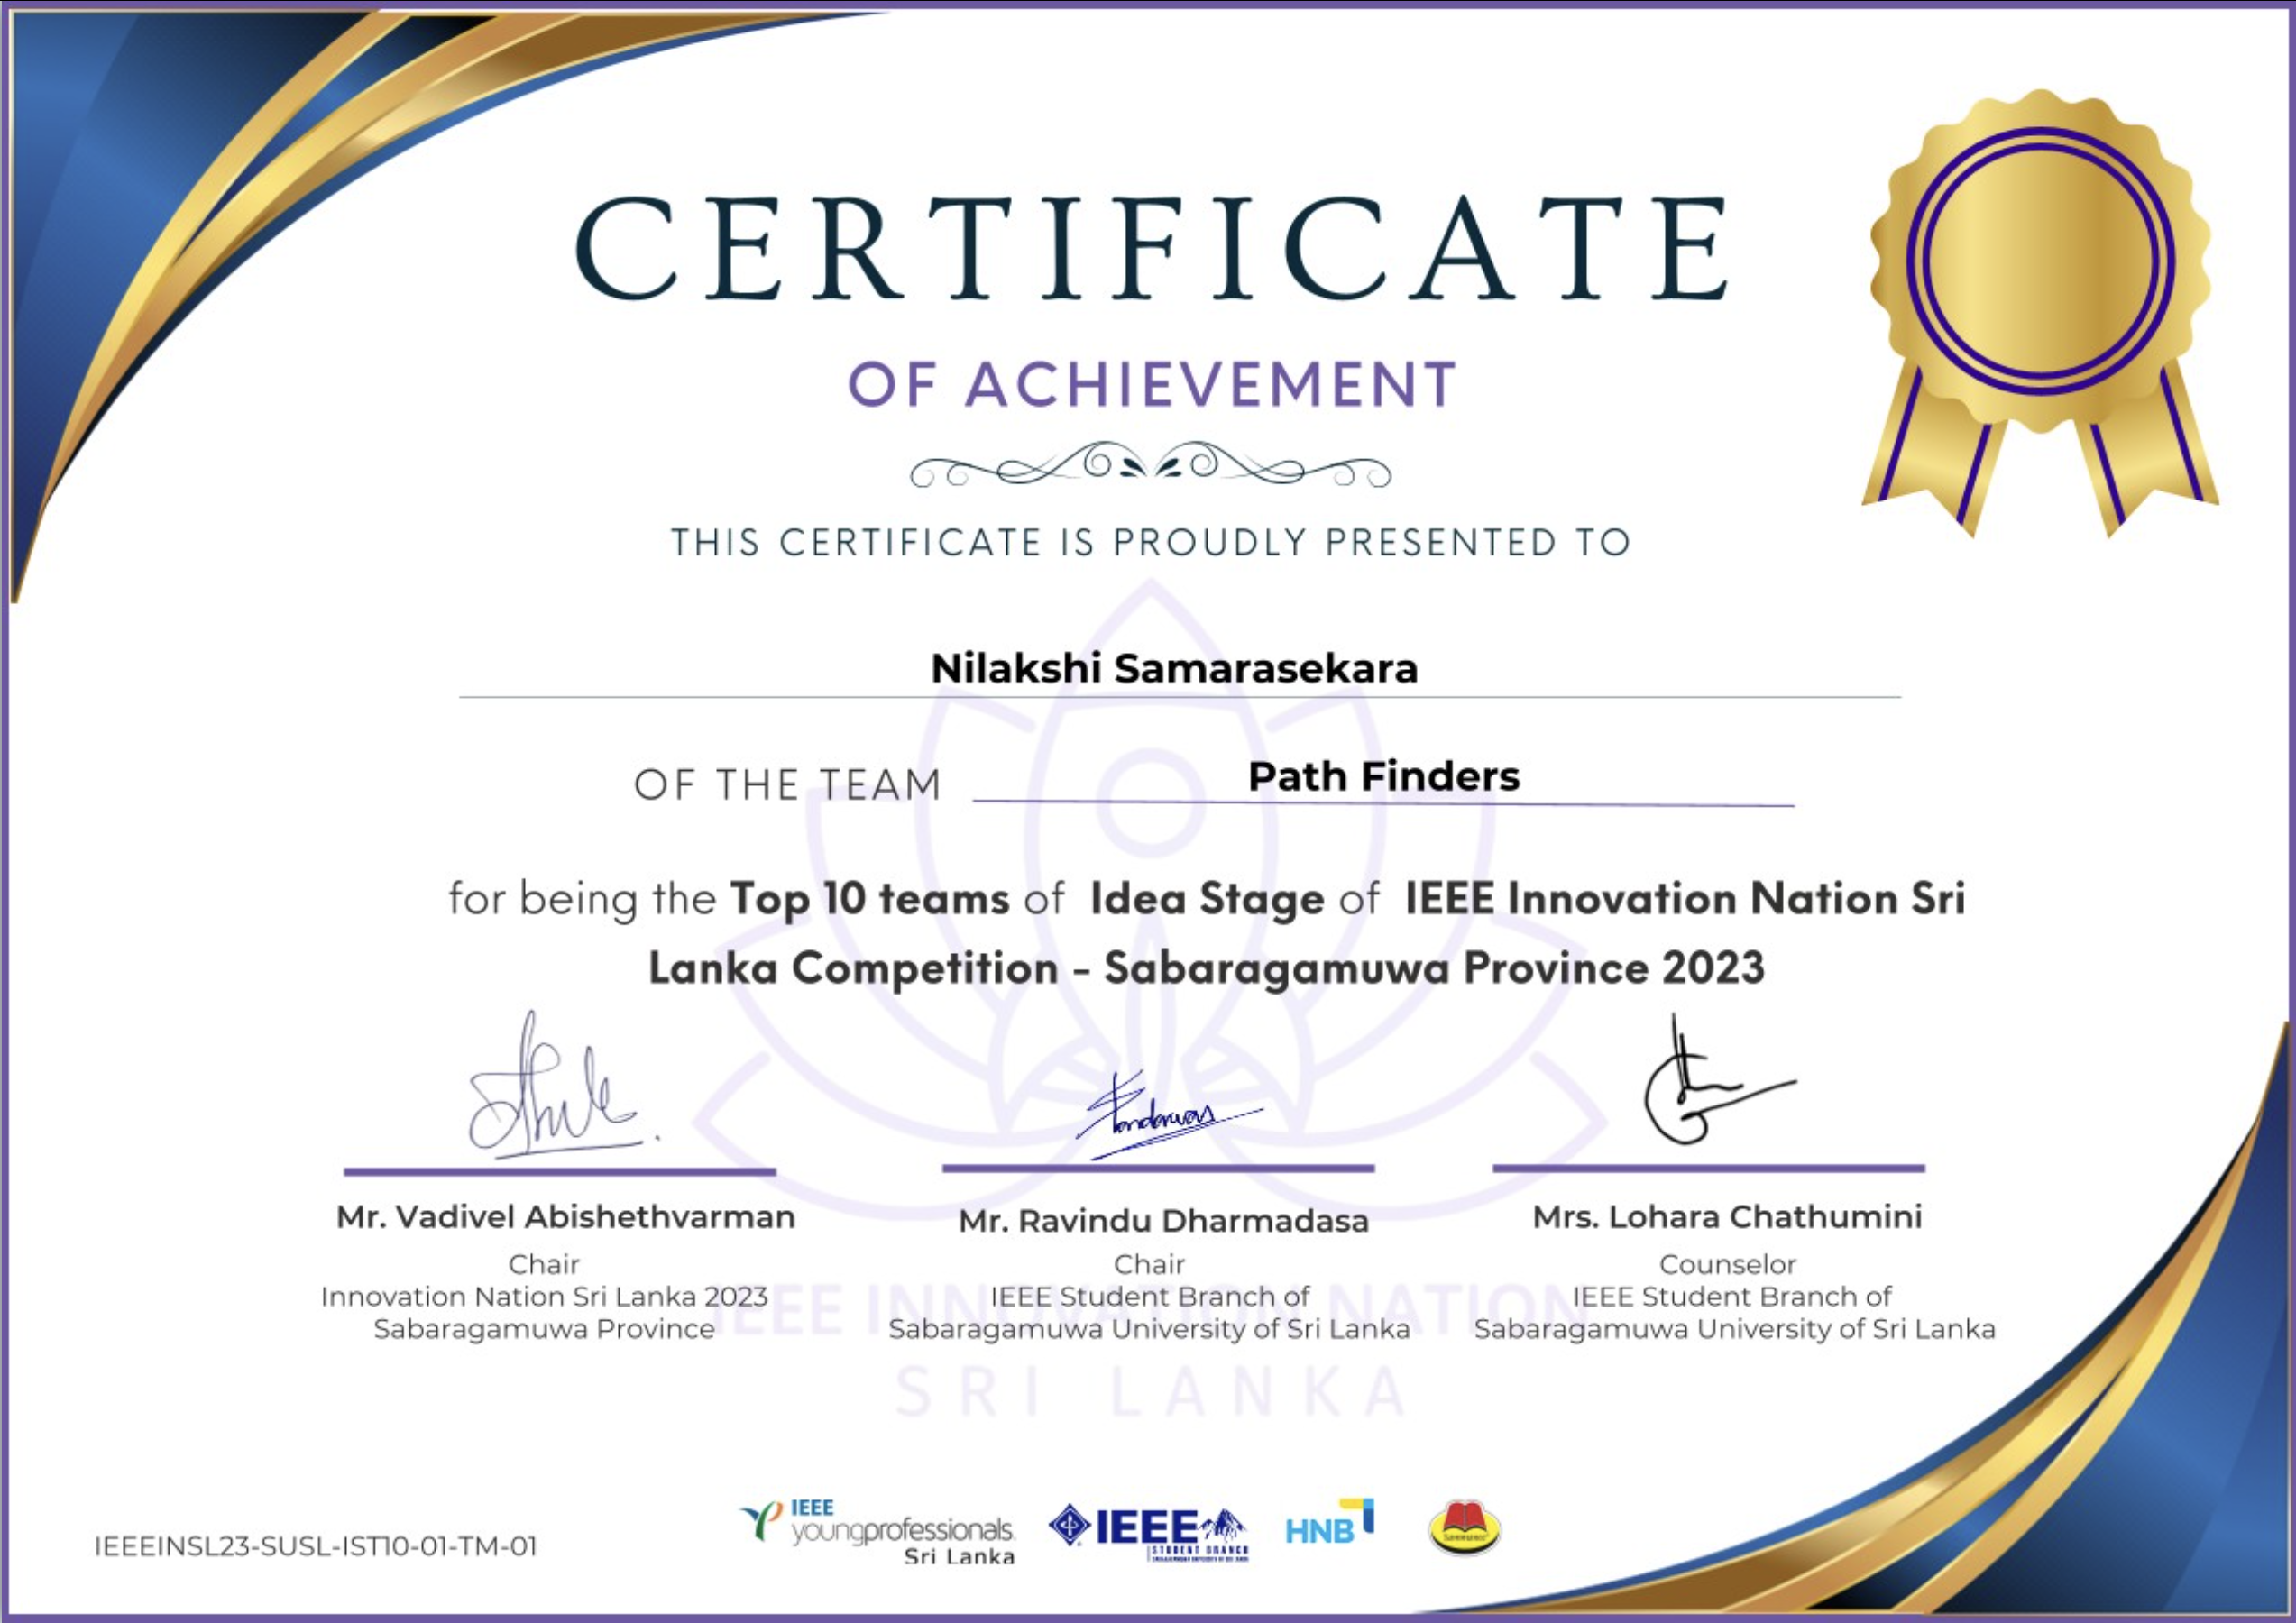 CERTIFICATE
OF ACHIEVEMENT
THIS CERTIFICATE IS PROUDLY PRESENTED TO
Nilakshi Samarasekara
OF THE TEAM Path Finders
for being the Top 10 teams of Idea Stage of IEEE Innovation Nation Sri
Lanka Competition - Sabaragamuwa Province 2023
Mr. Vadivel Abishethvarman
Chair
Innovation Nation Sri Lanka 2023
Sabaragamuwa Province
Mr. Ravindu Dharmadasa
Chair
IEEE Student Branch of
Sabaragamuwa University of Sri Lanka
Mrs. Lohara Chathumini
Counselor
IEEE Student Branch of
Sabaragamuwa University of Sri Lanka
IEEE INNOVATION NATION
SRI LANKA
IEEEINSL23-SUSL-IST10-01-TM-01
IEEE
youngprofessionals
Sri Lanka
IEEE
STUDENT BRANCH
HNB